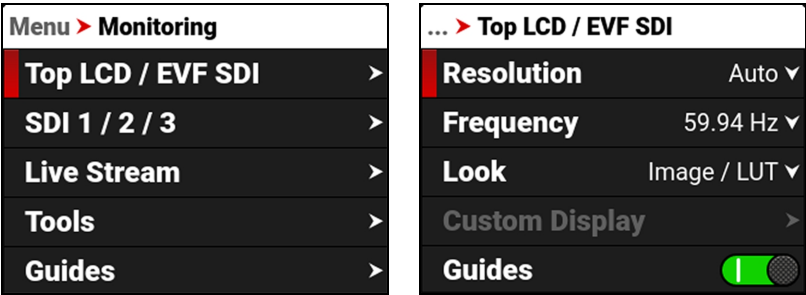 Menu ➤ Monitoring
Top LCD / EVF SDI
SDI 1 / 2 / 3
Live Stream
Tools
Guides
... ➤ Top LCD / EVF SDI
Resolution Auto
Frequency 59.94 Hz
Look Image / LUT
Custom Display
Guides